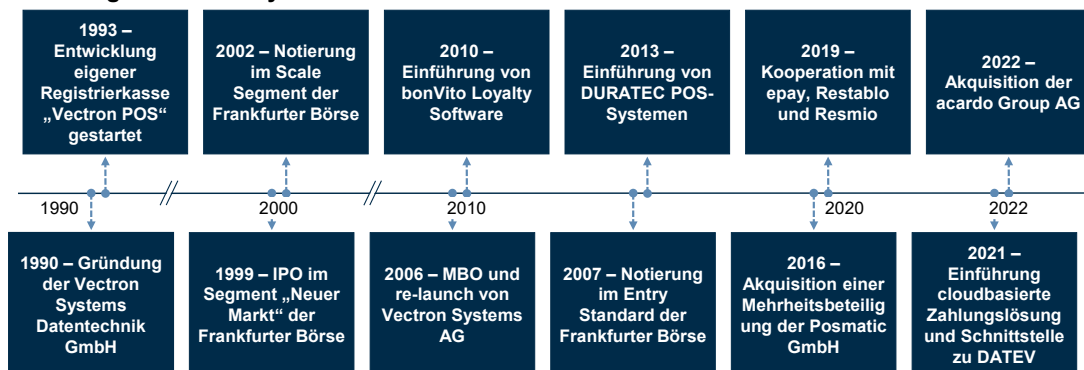 1993 –
Entwicklung
eigener
Registrierkasse
„Vectron POS“
gestartet
2002 – Notierung
im Scale
Segment der
Frankfurter Börse
2010 –
Einführung von
bonVito Loyalty
Software
2013 –
Einführung von
DURATEC POS-
Systemen
2019 –
Kooperation mit
epay, Restablo
und Resmio
2022 –
Akquisition der
acardo Group AG
1990
2000
2010
2020
2022
1990 – Gründung
der Vectron
Systems
Datentechnik
GmbH
1999 – IPO im
Segment „Neuer
Markt“ der
Frankfurter Börse
2006 – MBO und
re-launch von
Vectron Systems
AG
2007 – Notierung
im Entry
Standard der
Frankfurter Börse
2016 –
Akquisition einer
Mehrheitsbeteilig
ung der Posmatic
GmbH
2021 –
Einführung
cloudbasierte
Zahlungslösung
und Schnittstelle
zu DATEV